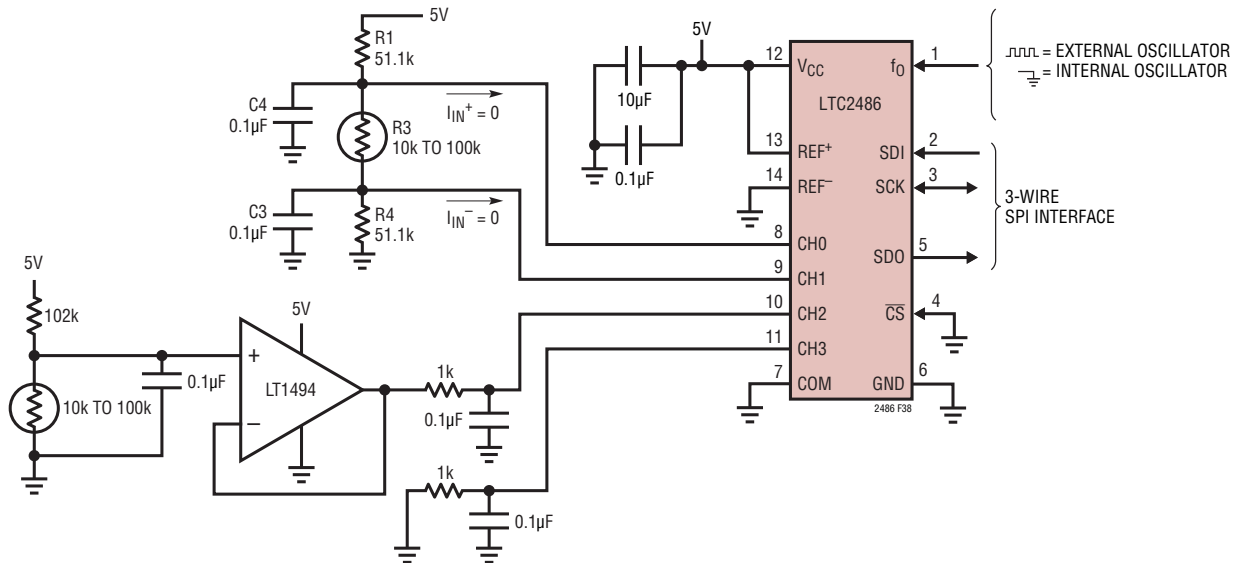 5V
R1
51.1k
C4
0.1µF
IIN+ = 0
R3
10k TO 100k
C3
0.1µF
IIN− = 0
R4
51.1k
5V
102k
10k TO 100k
0.1µF
5V
+
LT1494
−
1k
0.1µF
1k
0.1µF
5V
10µF
0.1µF
12
VCC
13
REF+
14
REF−
8
CH0
9
CH1
10
CH2
11
CH3
7
COM
LTC2486
fO
1
SDI
2
SCK
3
SDO
5
CS
4
GND
6
2486 F38
= EXTERNAL OSCILLATOR
= INTERNAL OSCILLATOR
3-WIRE
SPI INTERFACE